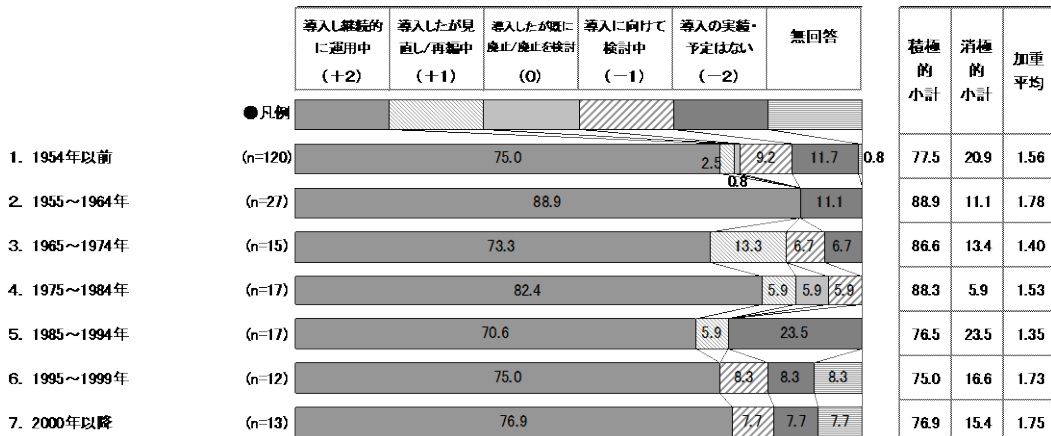 導入し継続的に運用中(+2) 導入したが見直し/再編中(+1) 導入したが既に廃止/廃止を検討(0) 導入に向けて検討中(−1) 導入の実績・予定はない(−2) 無回答 積極的小計 消極的小計 加重平均
●凡例
1. 1954年以前 (n=120) 75.0 2.5 0.8 9.2 11.7 0.8 77.5 20.9 1.56
2. 1955～1964年 (n=27) 88.9 11.1 88.9 11.1 1.78
3. 1965～1974年 (n=15) 73.3 13.3 6.7 6.7 86.6 13.4 1.40
4. 1975～1984年 (n=17) 82.4 5.9 5.9 5.9 88.3 5.9 1.53
5. 1985～1994年 (n=17) 70.6 5.9 23.5 76.5 23.5 1.35
6. 1995～1999年 (n=12) 75.0 8.3 8.3 8.3 75.0 16.6 1.73
7. 2000年以降 (n=13) 76.9 7.7 7.7 7.7 76.9 15.4 1.75